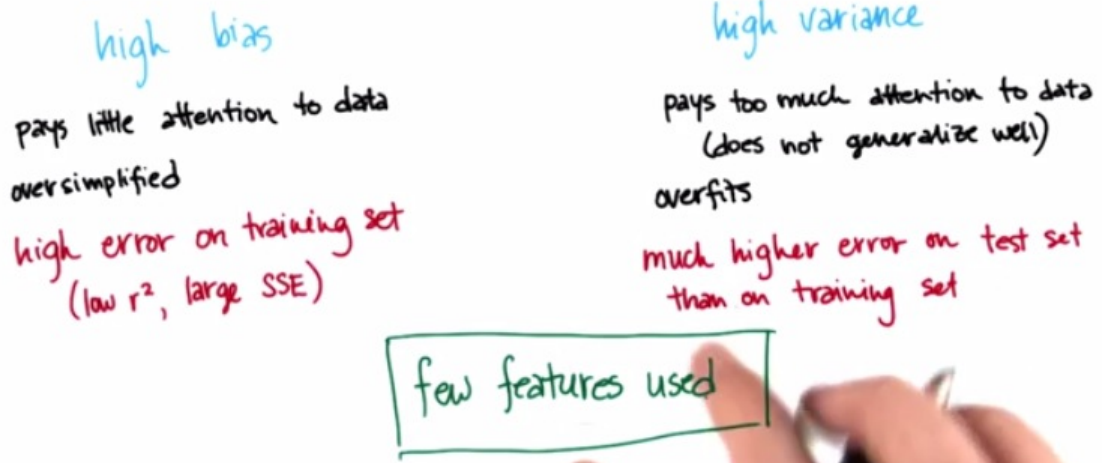 high bias
pays little attention to data
oversimplified
high error on training set
(low r², large SSE)
high variance
pays too much attention to data
(does not generalize well)
overfits
much higher error on test set
than on training set
few features used